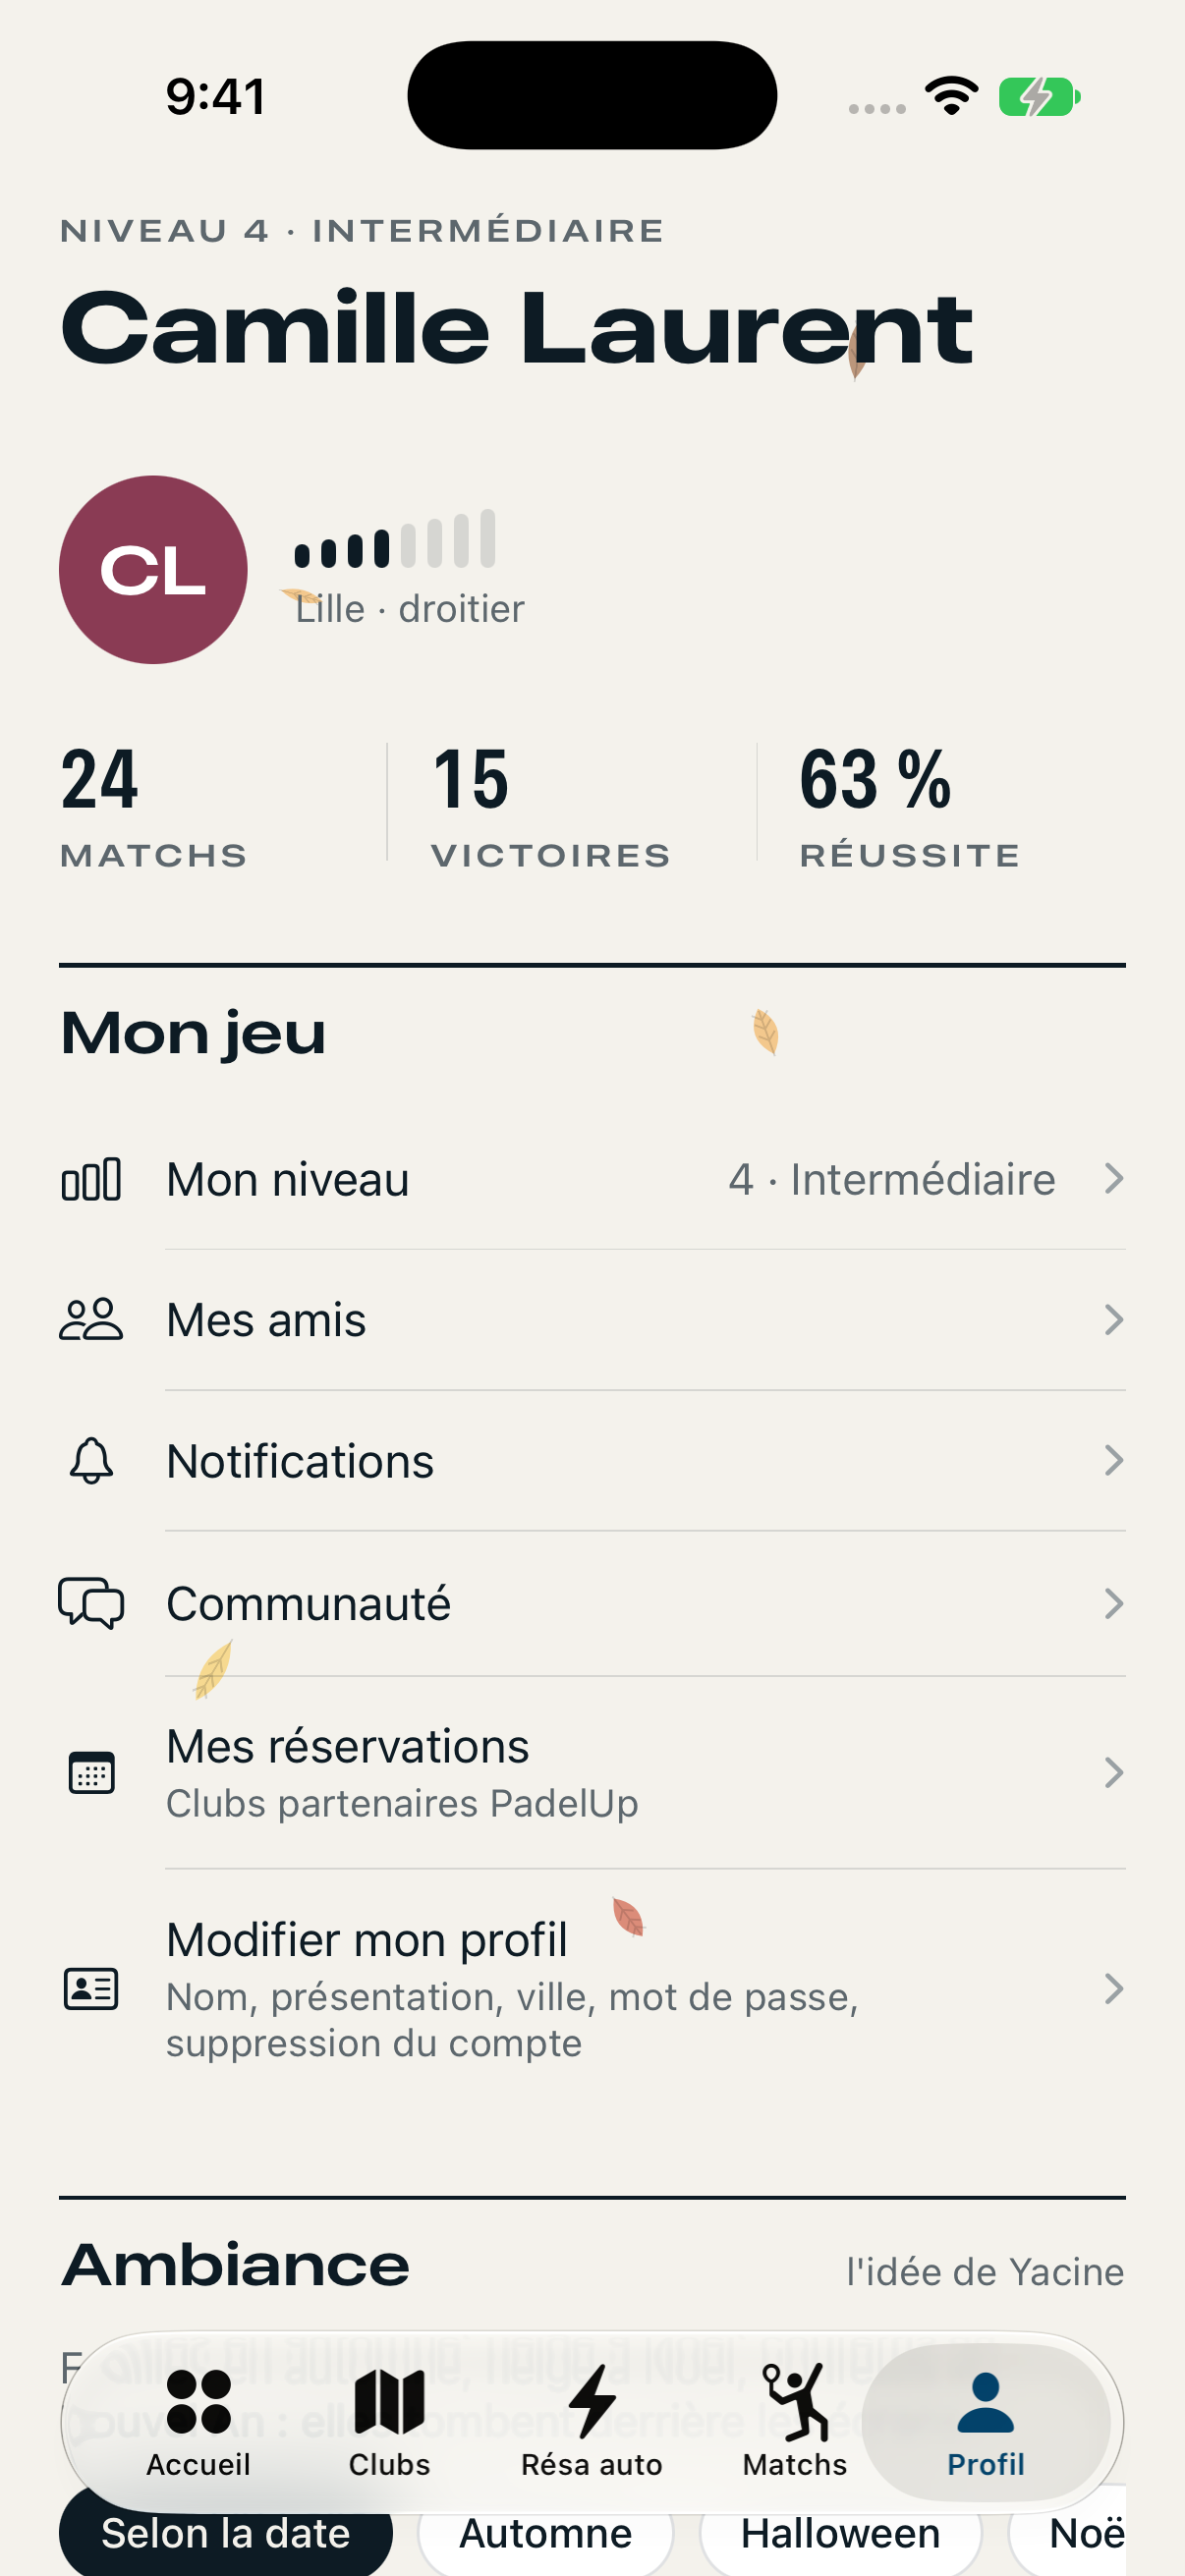 9:41
NIVEAU 4 · INTERMÉDIAIRE
Camille Laurent
CL
Lille · droitier
24
MATCHS
15
VICTOIRES
63 %
RÉUSSITE
Mon jeu
Mon niveau
4 · Intermédiaire
Mes amis
Notifications
Communauté
Mes réservations
Clubs partenaires PadelUp
Modifier mon profil
Nom, présentation, ville, mot de passe,
suppression du compte
Ambiance
l'idée de Yacine
Accueil
Clubs
Résa auto
Matchs
Profil
Selon la date
Automne
Halloween